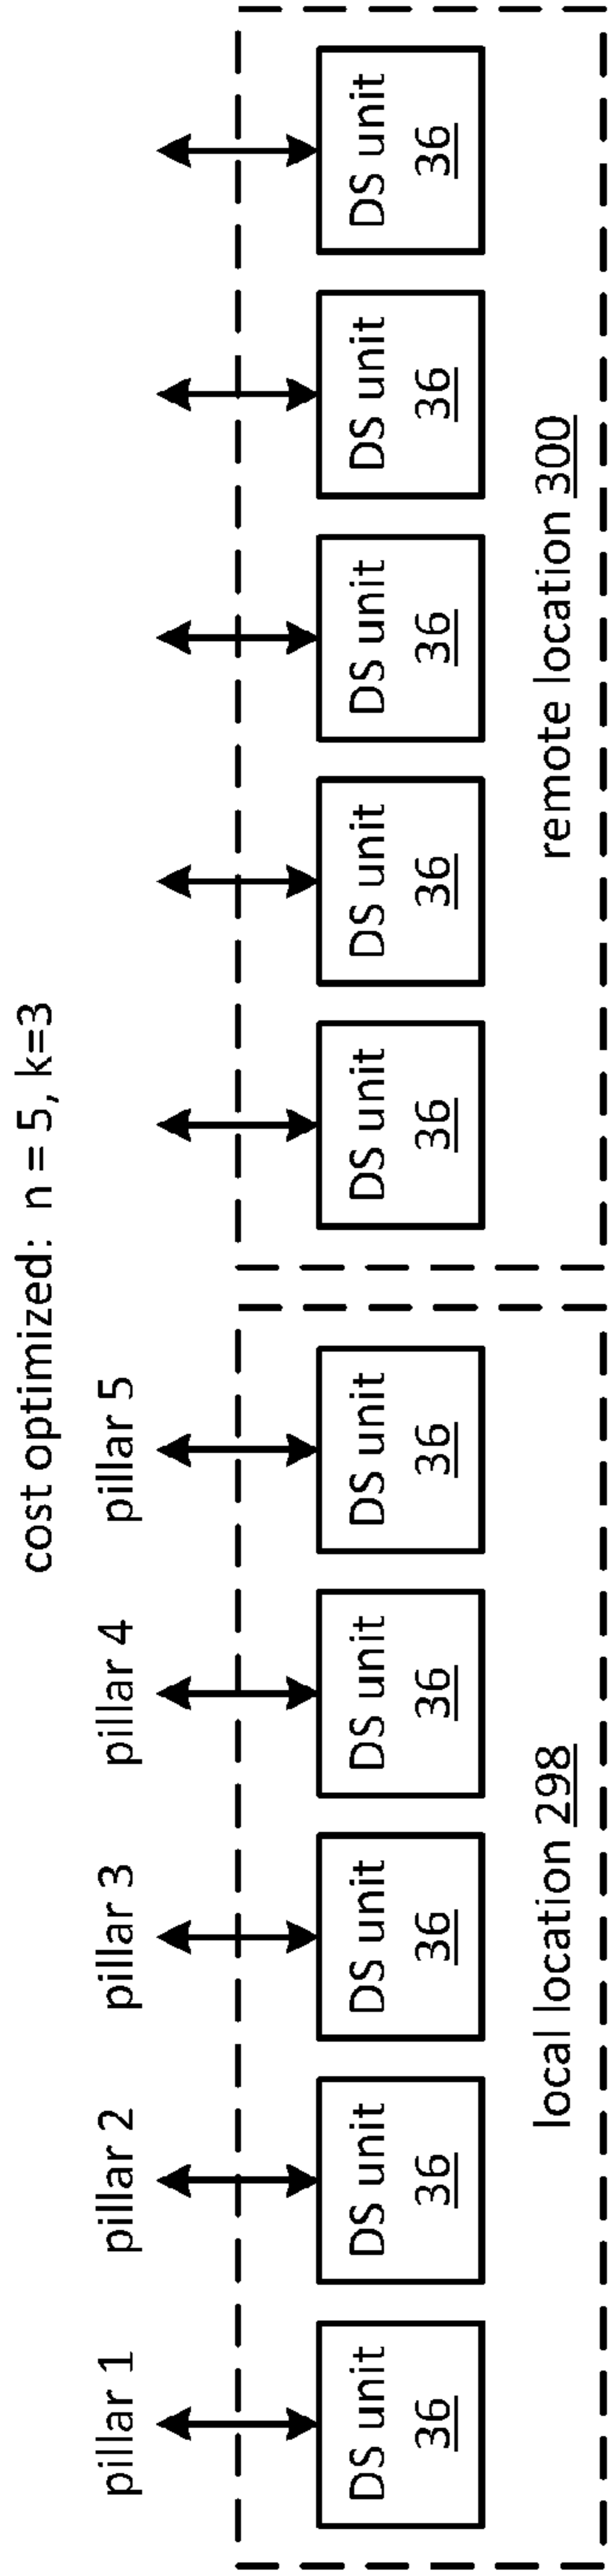 cost optimized: n = 5, k=3
pillar 1
pillar 2
pillar 3
pillar 4
pillar 5
DS unit
36
DS unit
36
DS unit
36
DS unit
36
DS unit
36
local location 298
DS unit
36
DS unit
36
DS unit
36
DS unit
36
DS unit
36
remote location 300